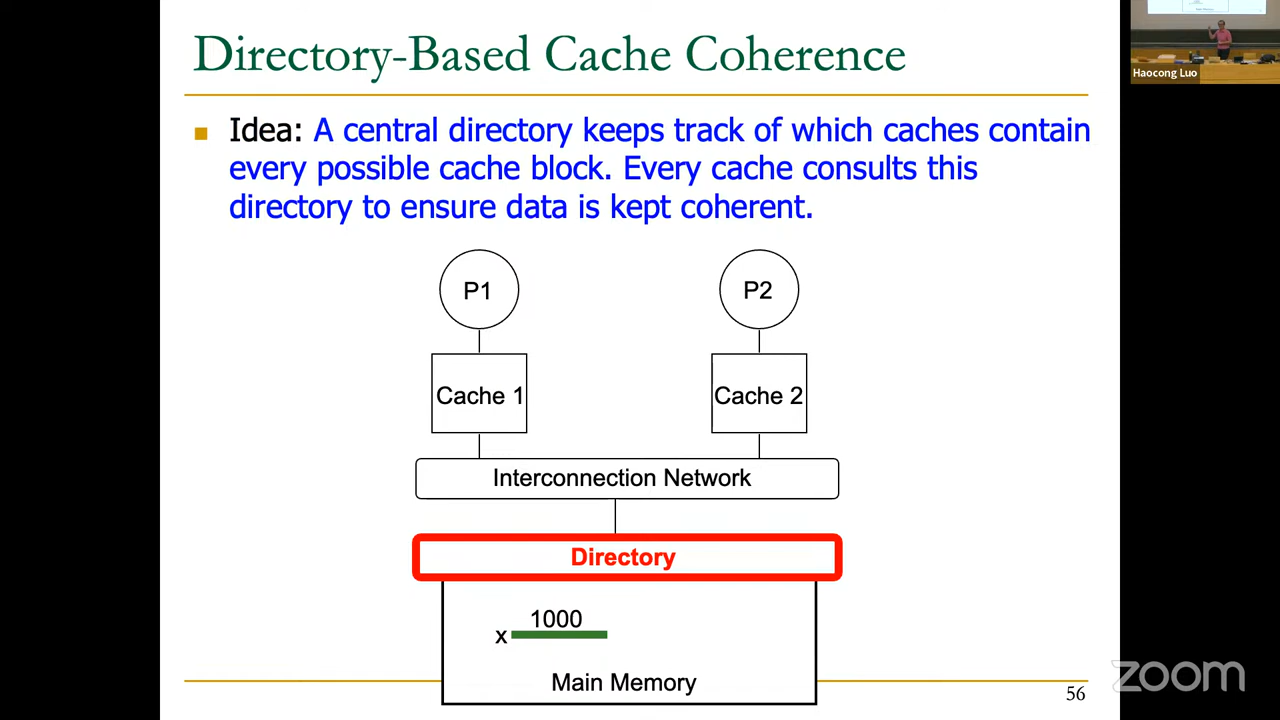 Directory-Based Cache Coherence
Haocong Luo
Idea: A central directory keeps track of which caches contain
every possible cache block. Every cache consults this
directory to ensure data is kept coherent.
P1
P2
Cache 1
Cache 2
Interconnection Network
Directory
1000
x
Main Memory
56
zoom